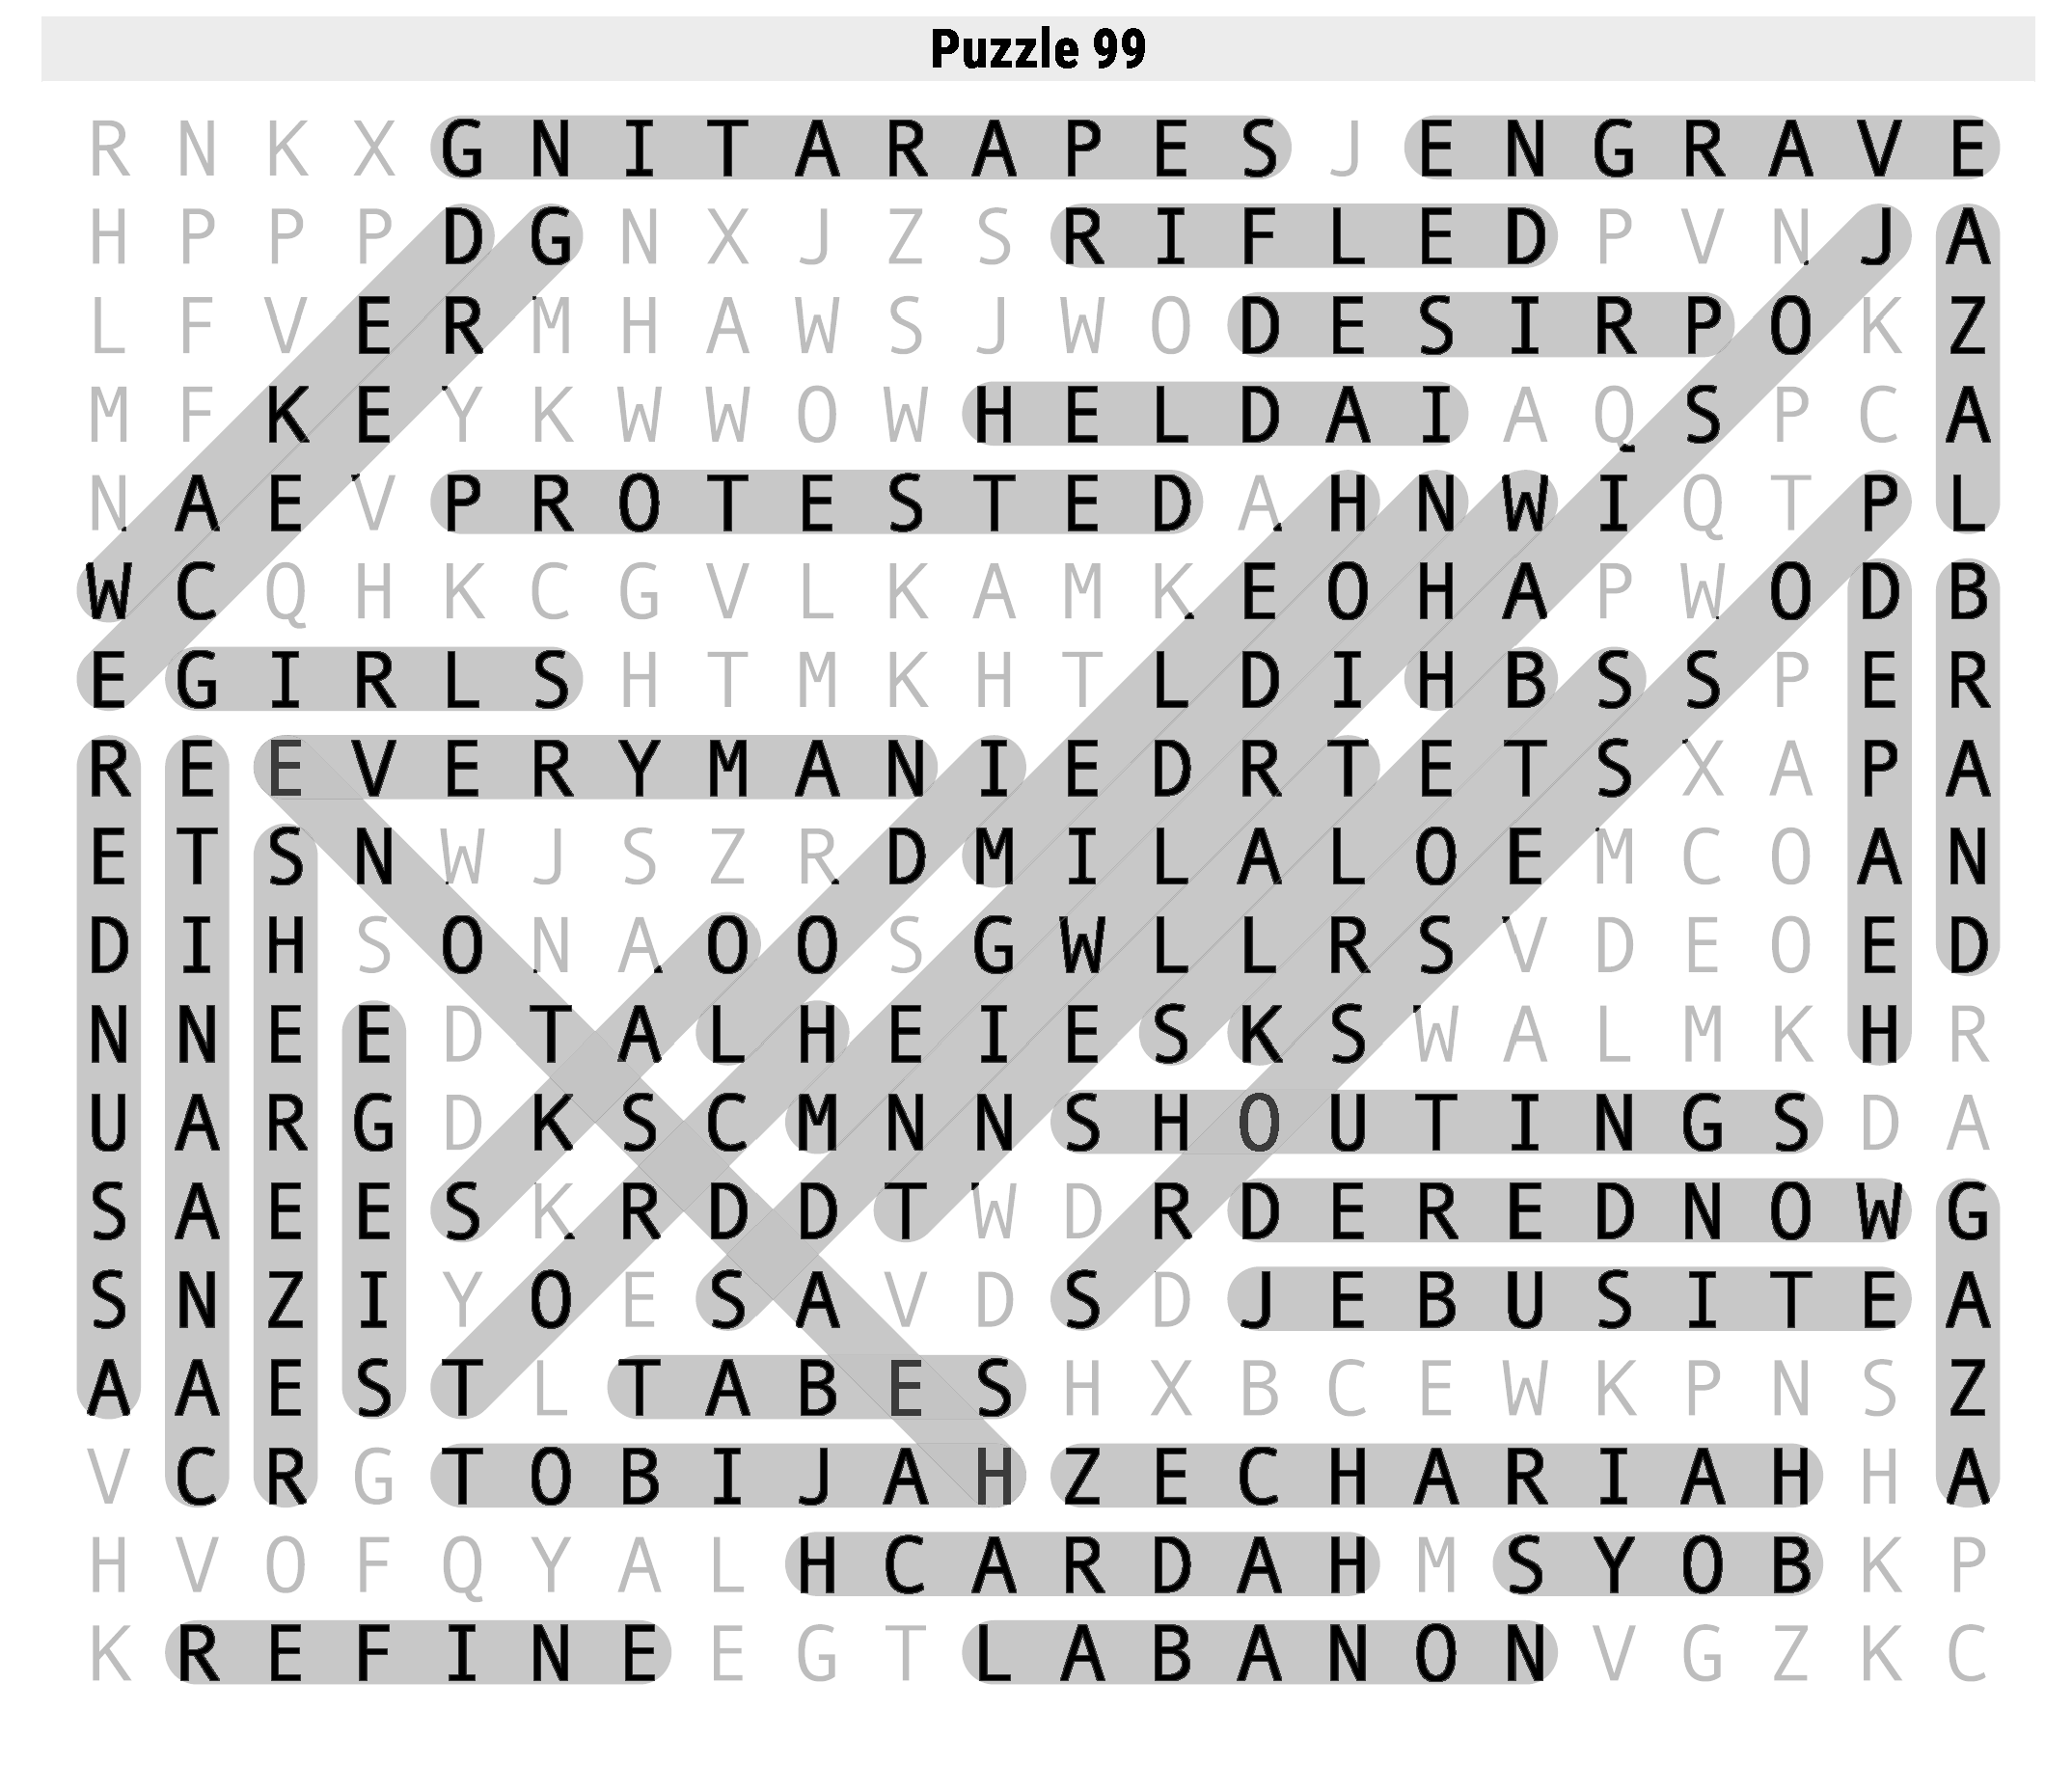 Puzzle 99
R N K X G N I T A R A P E S J E N G R A V E
H P P P D G N X J Z S R I F L E D P V N J A
L F V E R M H A W S J W O D E S I R P O K Z
M F K E Y K W W O W H E L D A I A Q S P C A
N A E V P R O T E S T E D A H N W I Q T P L
W C Q H K C G V L K A M K E O H A P W O D B
E G I R L S H T M K H T L D I H B S S P E R
R E E V E R Y M A N I E D R T E T S X A P A
E T S N W J S Z R D M I L A L O E M C O A N
D I H S O N A O O S G W L L R S V D E O E D
N N E E D T A L H E I E S K S W A L M K H R
U A R G D K S C M N N S H O U T I N G S D A
S A E E S K R D D T W D R D E R E D N O W G
S N Z I Y O E S A V D S D J E B U S I T E A
A A E S T L T A B E S H X B C E W K P N S Z
V C R G T O B I J A H Z E C H A R I A H H A
H V O F Q Y A L H C A R D A H M S Y O B K P
K R E F I N E E G T L A B A N O N V G Z K C